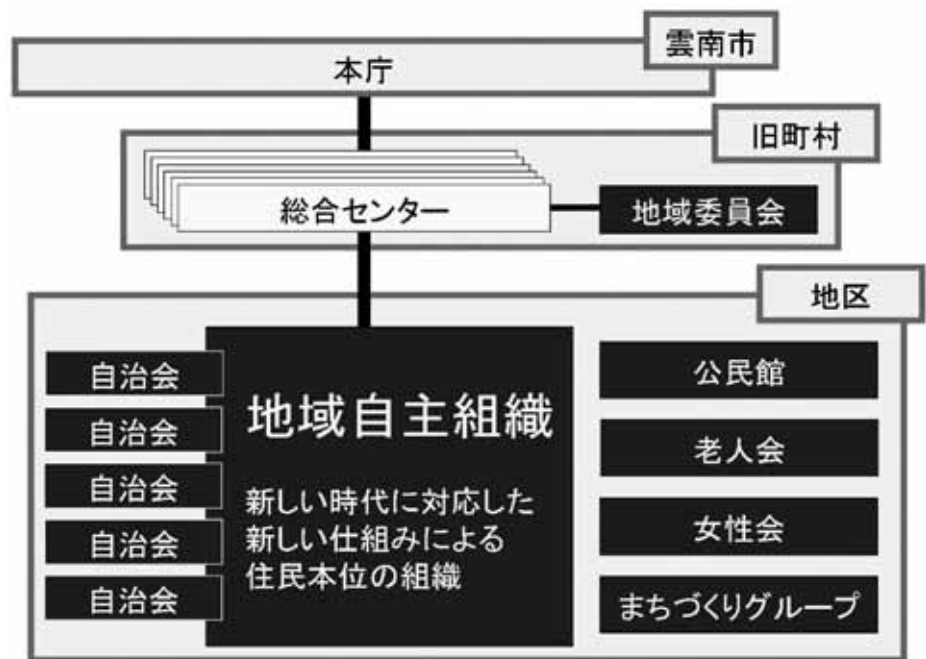 雲南市
本庁
旧町村
総合センター
地域委員会
地区
自治会
自治会
自治会
自治会
自治会
地域自主組織
新しい時代に対応した
新しい仕組みによる
住民本位の組織
公民館
老人会
女性会
まちづくりグループ